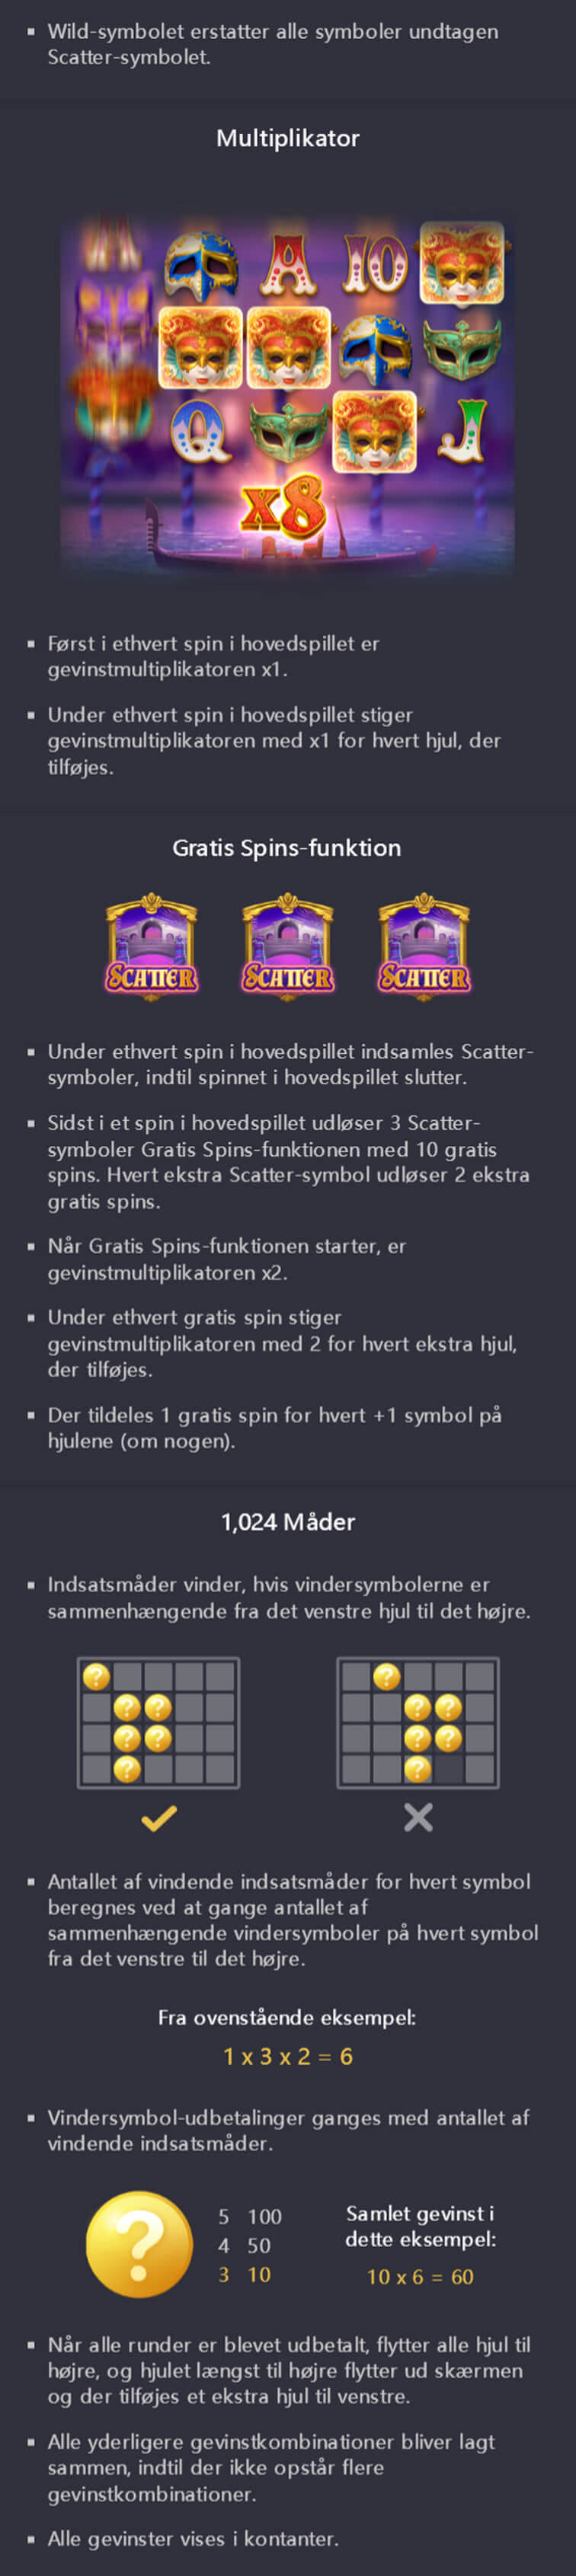 ▪ Wild-symbolet erstatter alle symboler undtagen
Scatter-symbolet.
Multiplikator
A 10
Q J
x8
▪ Først i ethvert spin i hovedspillet er
gevinstmultiplikatoren x1.
▪ Under ethvert spin i hovedspillet stiger
gevinstmultiplikatoren med x1 for hvert hjul, der
tilføjes.
Gratis Spins-funktion
SCATTER SCATTER SCATTER
▪ Under ethvert spin i hovedspillet indsamles Scatter-
symboler, indtil spinnet i hovedspillet slutter.
▪ Sidst i et spin i hovedspillet udløser 3 Scatter-
symboler Gratis Spins-funktionen med 10 gratis
spins. Hvert ekstra Scatter-symbol udløser 2 ekstra
gratis spins.
▪ Når Gratis Spins-funktionen starter, er
gevinstmultiplikatoren x2.
▪ Under ethvert gratis spin stiger
gevinstmultiplikatoren med 2 for hvert ekstra hjul,
der tilføjes.
▪ Der tildeles 1 gratis spin for hvert +1 symbol på
hjulene (om nogen).
1,024 Måder
▪ Indsatsmåder vinder, hvis vindersymbolerne er
sammenhængende fra det venstre hjul til det højre.
? ?
? ? ? ?
? ? ? ?
? ?
▪ Antallet af vindende indsatsmåder for hvert symbol
beregnes ved at gange antallet af
sammenhængende vindersymboler på hvert symbol
fra det venstre til det højre.
Fra ovenstående eksempel:
1 x 3 x 2 = 6
▪ Vindersymbol-udbetalinger ganges med antallet af
vindende indsatsmåder.
?
5 100
4 50
3 10
Samlet gevinst i
dette eksempel:
10 x 6 = 60
▪ Når alle runder er blevet udbetalt, flytter alle hjul til
højre, og hjulet længst til højre flytter ud skærmen
og der tilføjes et ekstra hjul til venstre.
▪ Alle yderligere gevinstkombinationer bliver lagt
sammen, indtil der ikke opstår flere
gevinstkombinationer.
▪ Alle gevinster vises i kontanter.